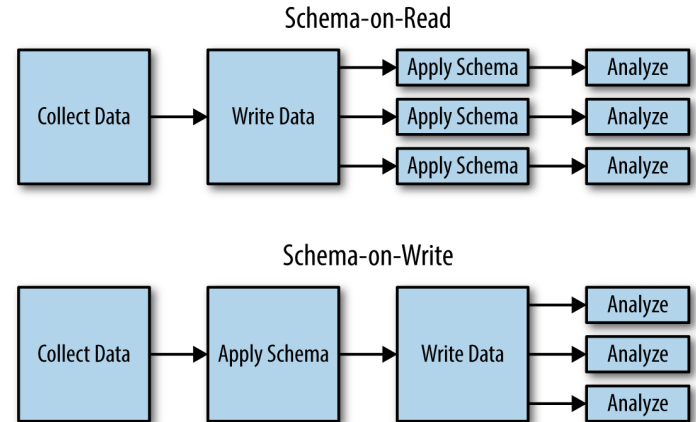 Schema-on-Read
Collect Data
Write Data
Apply Schema
Analyze
Apply Schema
Analyze
Apply Schema
Analyze
Schema-on-Write
Collect Data
Apply Schema
Write Data
Analyze
Analyze
Analyze